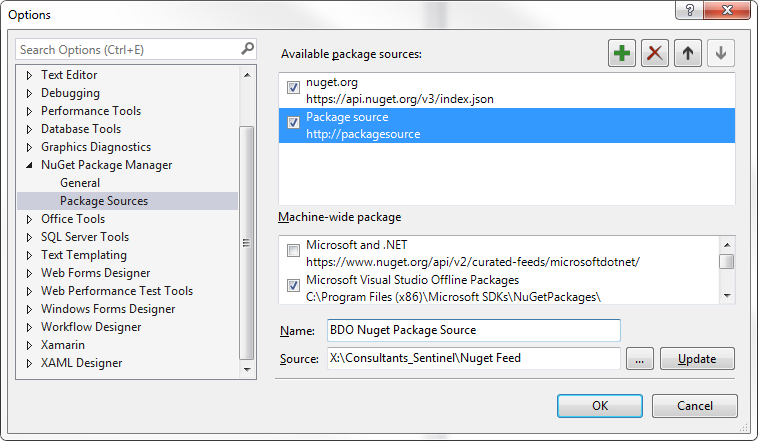 Options
Search Options (Ctrl+E)
Text Editor
Debugging
Performance Tools
Database Tools
Graphics Diagnostics
NuGet Package Manager
General
Package Sources
Office Tools
SQL Server Tools
Text Templating
Web Forms Designer
Web Performance Test Tools
Windows Forms Designer
Workflow Designer
Xamarin
XAML Designer
Available package sources:
nuget.org
https://api.nuget.org/v3/index.json
Package source
http://packagesource
Machine-wide package
Microsoft and .NET
https://www.nuget.org/api/v2/curated-feeds/microsoftdotnet/
Microsoft Visual Studio Offline Packages
C:\Program Files (x86)\Microsoft SDKs\NuGetPackages\
Name: BDO Nuget Package Source
Source: X:\Consultants_Sentinel\Nuget Feed ... Update
OK Cancel